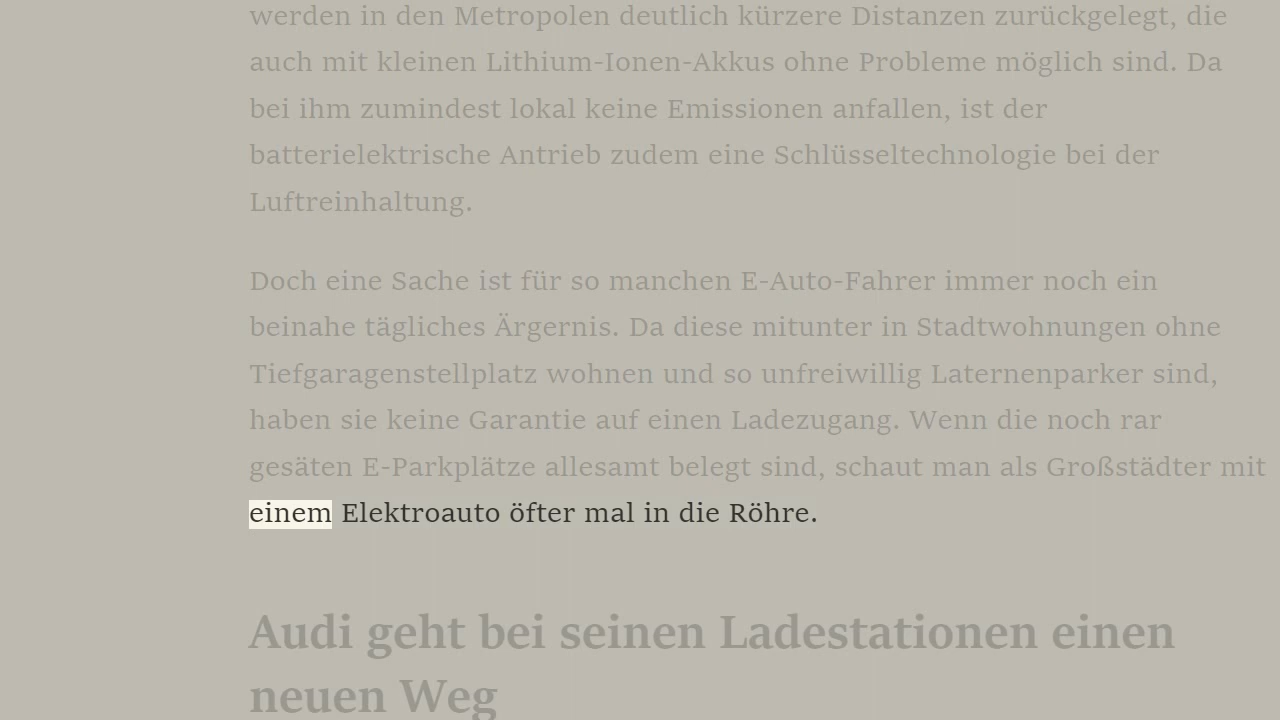 werden in den Metropolen deutlich kürzere Distanzen zurückgelegt, die
auch mit kleinen Lithium-Ionen-Akkus ohne Probleme möglich sind. Da
bei ihm zumindest lokal keine Emissionen anfallen, ist der
batterielektrische Antrieb zudem eine Schlüsseltechnologie bei der
Luftreinhaltung.
Doch eine Sache ist für so manchen E-Auto-Fahrer immer noch ein
beinahe tägliches Ärgernis. Da diese mitunter in Stadtwohnungen ohne
Tiefgaragenstellplatz wohnen und so unfreiwillig Laternenparker sind,
haben sie keine Garantie auf einen Ladezugang. Wenn die noch rar
gesäten E-Parkplätze allesamt belegt sind, schaut man als Großstädter mit
einem Elektroauto öfter mal in die Röhre.
Audi geht bei seinen Ladestationen einen
neuen Weg